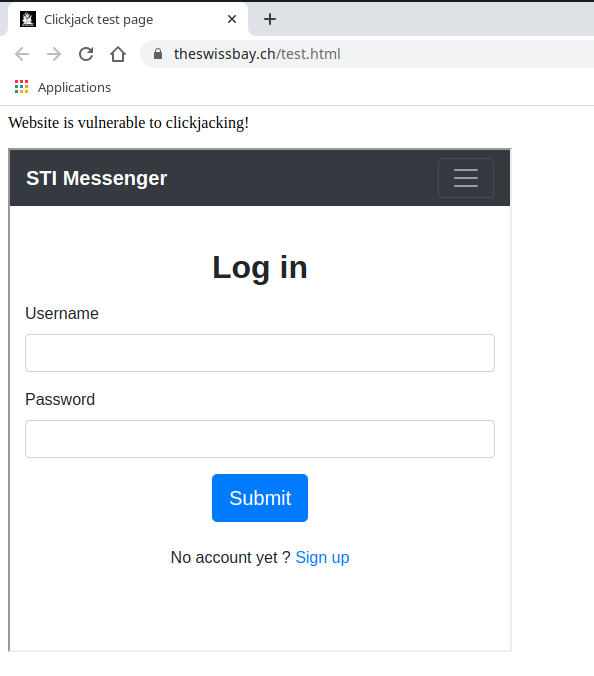 Clickjack test page
theswissbay.ch/test.html
Applications
Website is vulnerable to clickjacking!
STI Messenger
Log in
Username
Password
Submit
No account yet ? Sign up